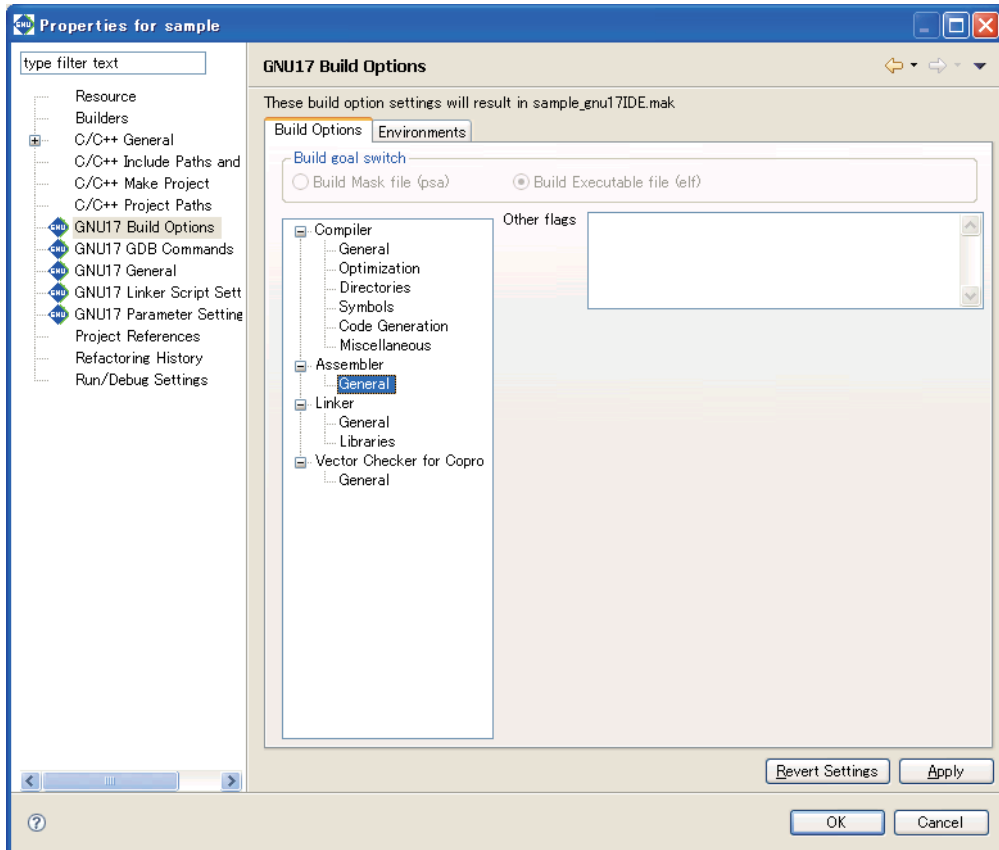 Properties for sample
type filter text
Resource
Builders
C/C++ General
C/C++ Include Paths and
C/C++ Make Project
C/C++ Project Paths
GNU17 Build Options
GNU17 GDB Commands
GNU17 General
GNU17 Linker Script Sett
GNU17 Parameter Setting
Project References
Refactoring History
Run/Debug Settings
GNU17 Build Options
These build option settings will result in sample_gnu17IDE.mak
Build Options Environments
Build goal switch
Build Mask file (psa) Build Executable file (elf)
Compiler
General
Optimization
Directories
Symbols
Code Generation
Miscellaneous
Assembler
General
Linker
General
Libraries
Vector Checker for Copro
General
Other flags
Revert Settings Apply
OK Cancel